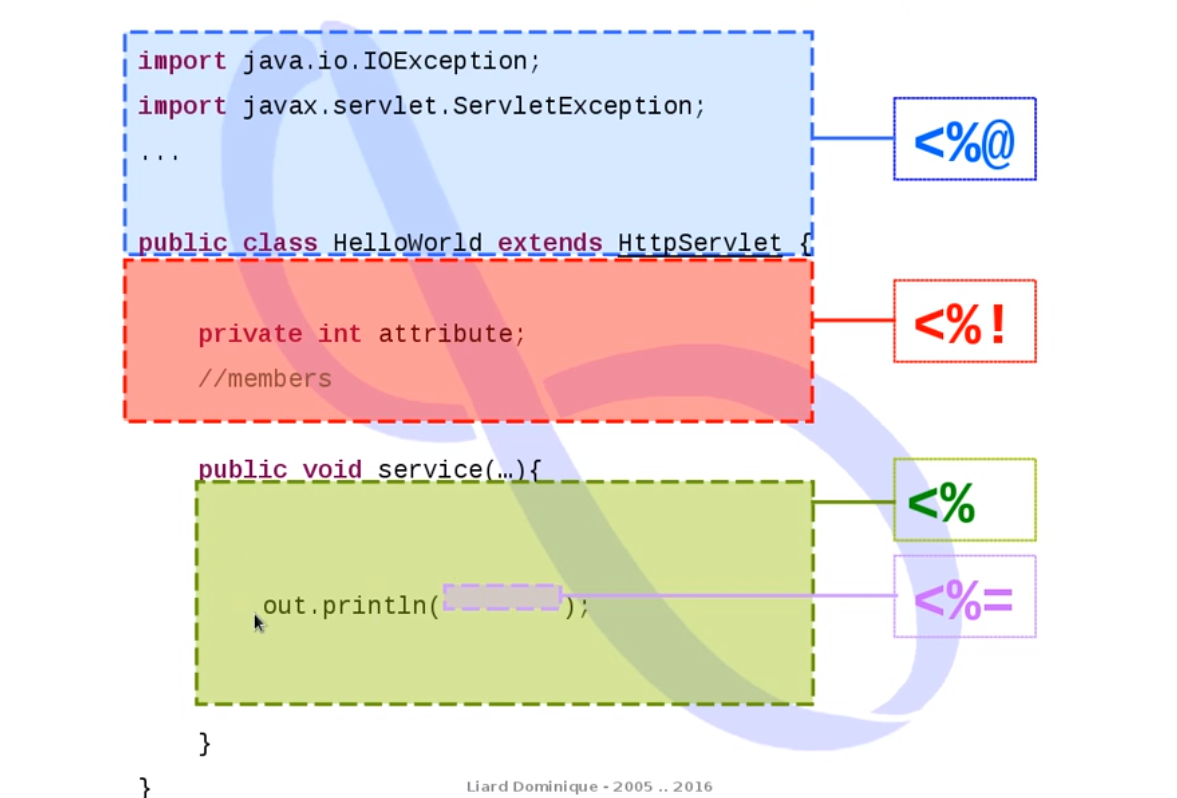 import java.io.IOException;
import javax.servlet.ServletException;
...
<%@
public class HelloWorld extends HttpServlet {
private int attribute;
<%!
//members
public void service(…){
<%
out.println( );
<%=
}
}
Liard Dominique - 2005 .. 2016